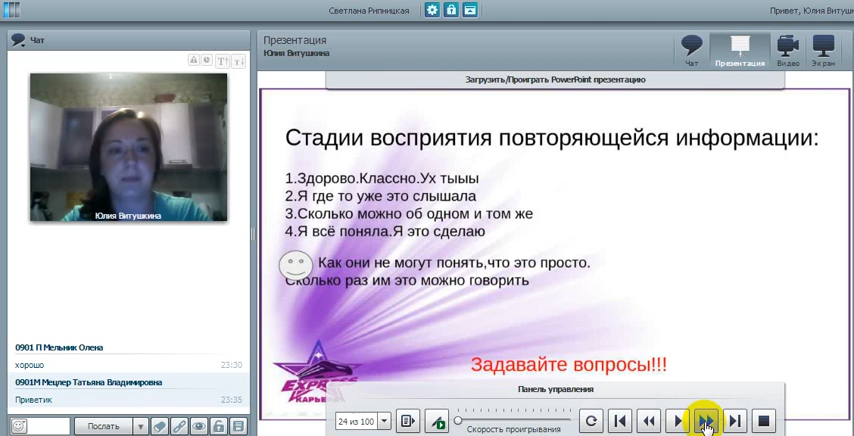 Светлана Рипницкая
Привет, Юлия Витушк
Чат
Презентация
Юлия Витушкина
Чат
Презентация
Видео
Экран
Загрузить/Проиграть PowerPoint презентацию
Юлия Витушкина
Стадии восприятия повторяющейся информации:
1.Здорово.Классно.Ух тыыы
2.Я где то уже это слышала
3.Сколько можно об одном и том же
4.Я всё поняла.Я это сделаю
Как они не могут понять,что это просто.
Сколько раз им это можно говорить
Задавайте вопросы!!!
EXPRESS
КАРЬЕ
0901 П Мельник Олена
хорошо 23:30
0901М Мецлер Татьяна Владимировна
Приветик 23:35
Послать
Панель управления
24 из 100
Скорость проигрывания